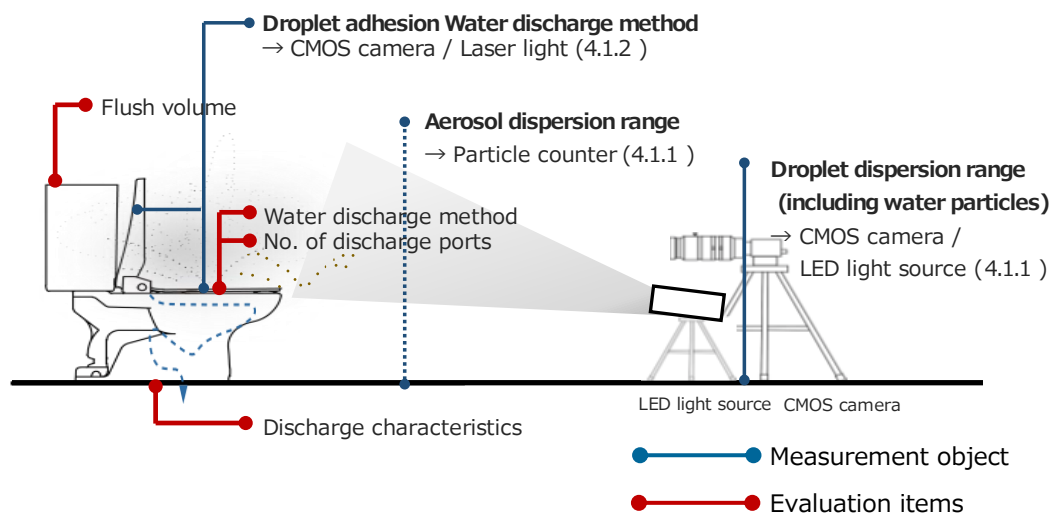 Droplet adhesion Water discharge method
→ CMOS camera / Laser light (4.1.2 )
Flush volume
Aerosol dispersion range
→ Particle counter (4.1.1 )
Droplet dispersion range
(including water particles)
→ CMOS camera /
LED light source (4.1.1 )
Water discharge method
No. of discharge ports
LED light source
CMOS camera
Discharge characteristics
Measurement object
Evaluation items